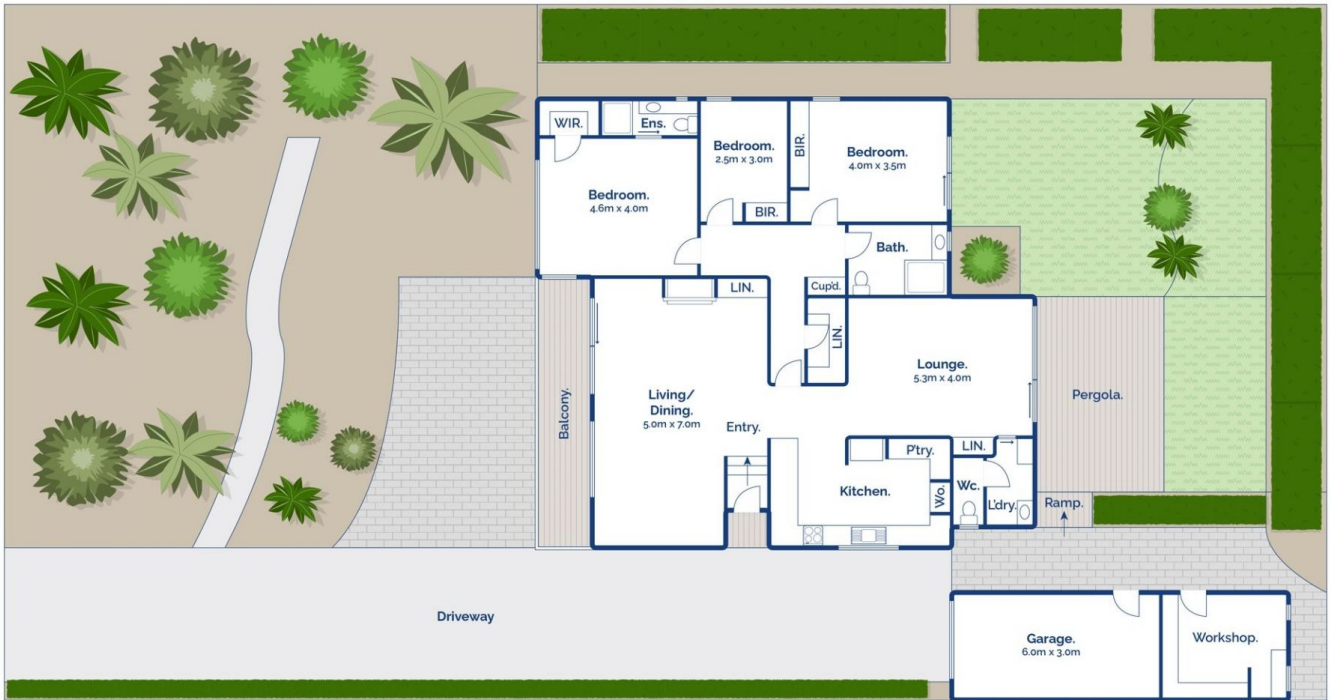 WIR.
Ens.
Bedroom.
2.5m x 3.0m
BIR.
Bedroom.
4.0m x 3.5m
Bedroom.
4.6m x 4.0m
BIR.
Bath.
LIN.
Cup'd.
LIN.
Lounge.
5.3m x 4.0m
Balcony.
Living/
Dining.
5.0m x 7.0m
Entry.
Pergola.
P'try.
LIN.
Kitchen.
Wo.
Wc.
L'dry.
Ramp.
Driveway
Garage.
6.0m x 3.0m
Workshop.